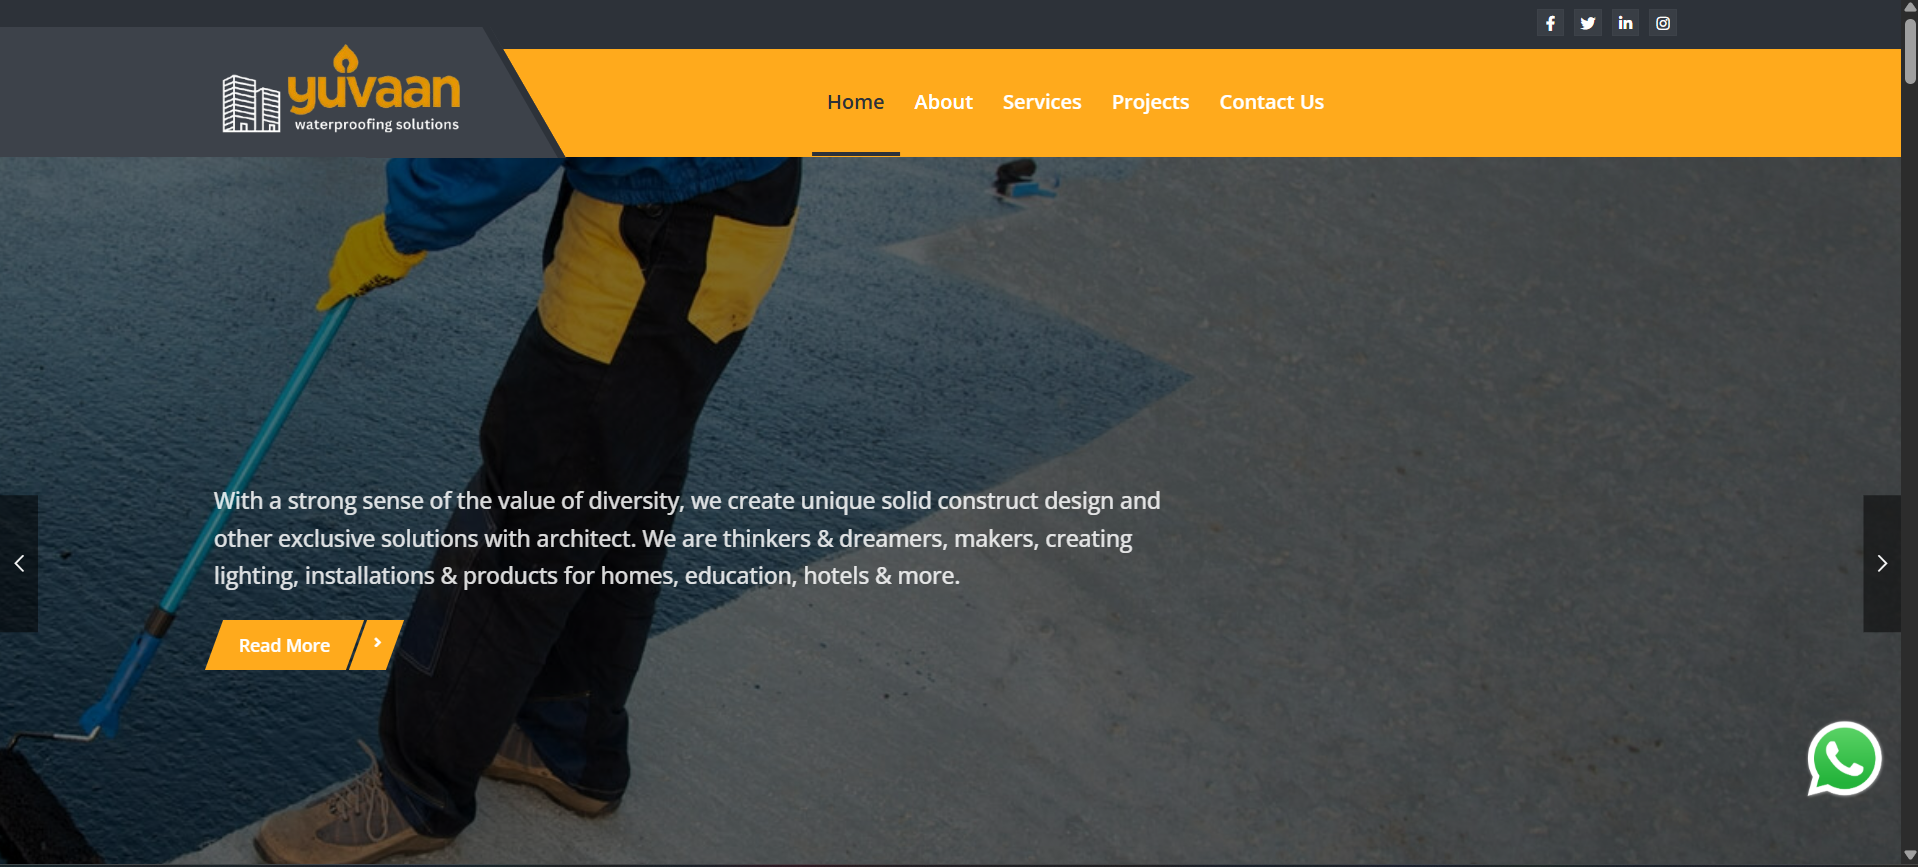 yuvaan
waterproofing solutions
Home About Services Projects Contact Us
With a strong sense of the value of diversity, we create unique solid construct design and
other exclusive solutions with architect. We are thinkers & dreamers, makers, creating
lighting, installations & products for homes, education, hotels & more.
Read More